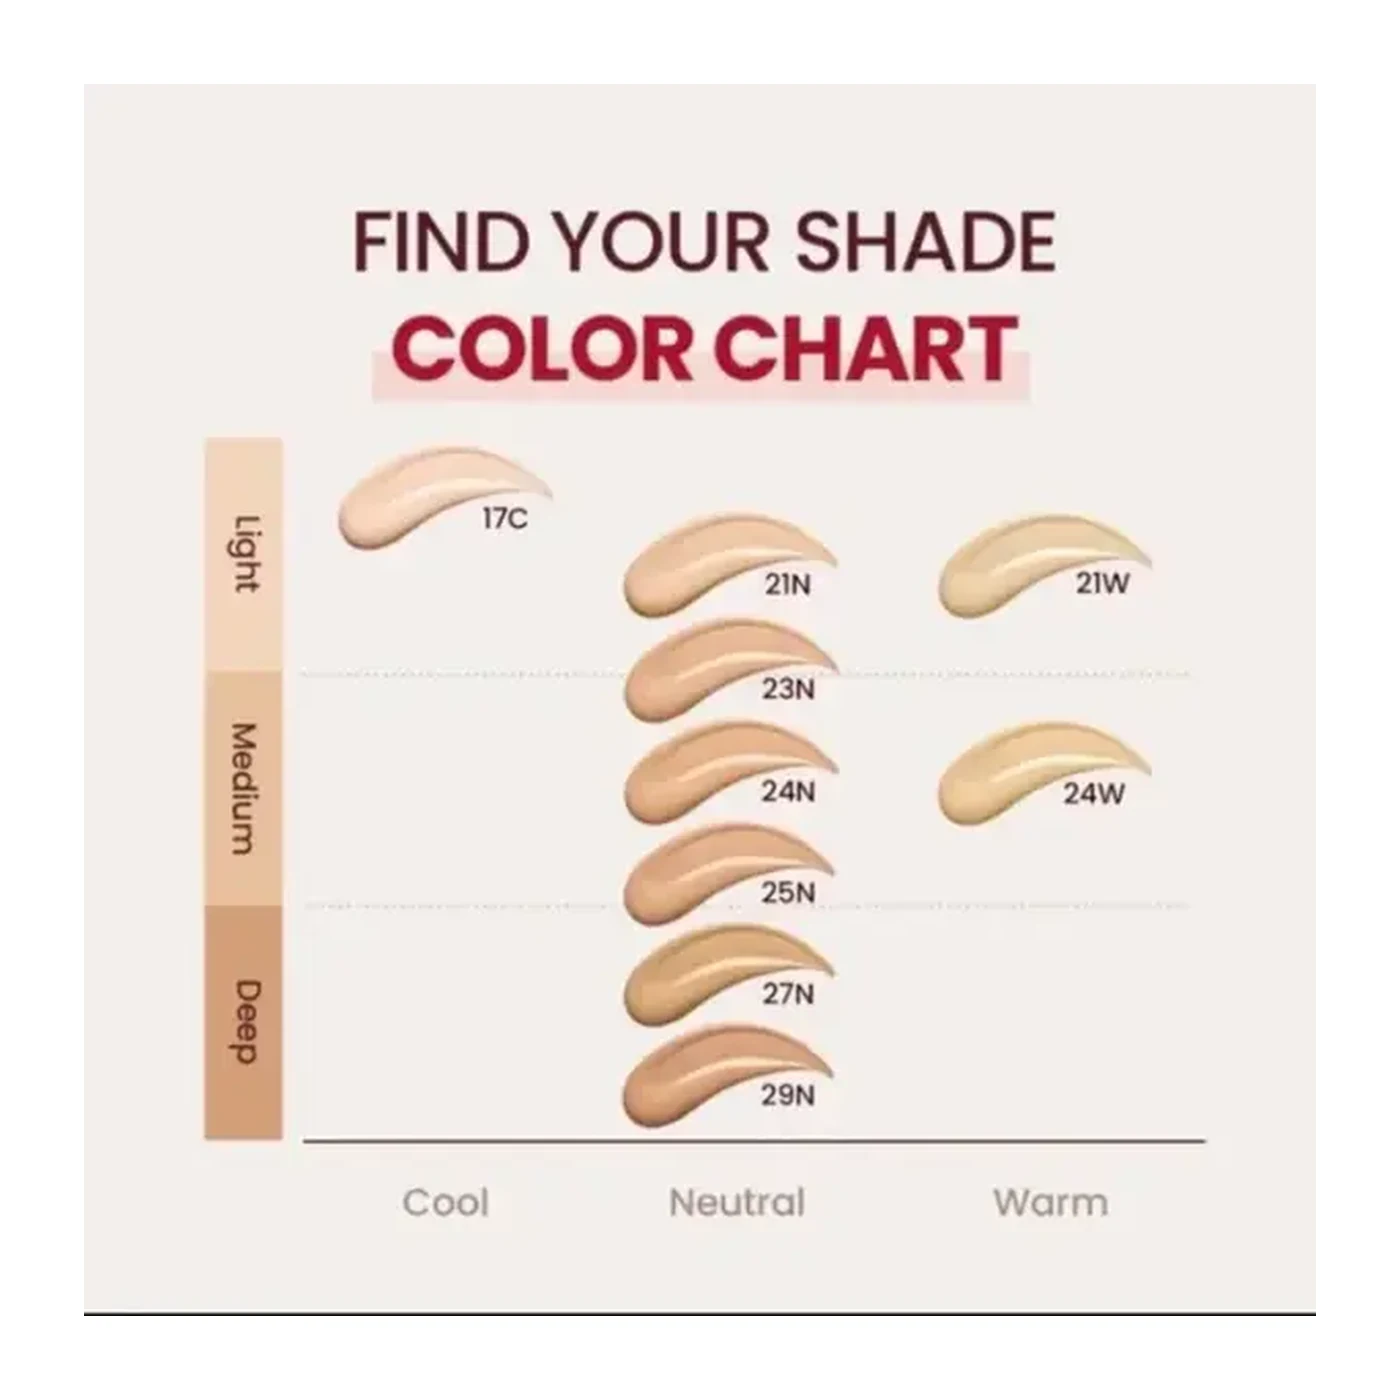 FIND YOUR SHADE
COLOR CHART
Light
17C
21N
21W
23N
Medium
24N
24W
25N
Deep
27N
29N
Cool
Neutral
Warm